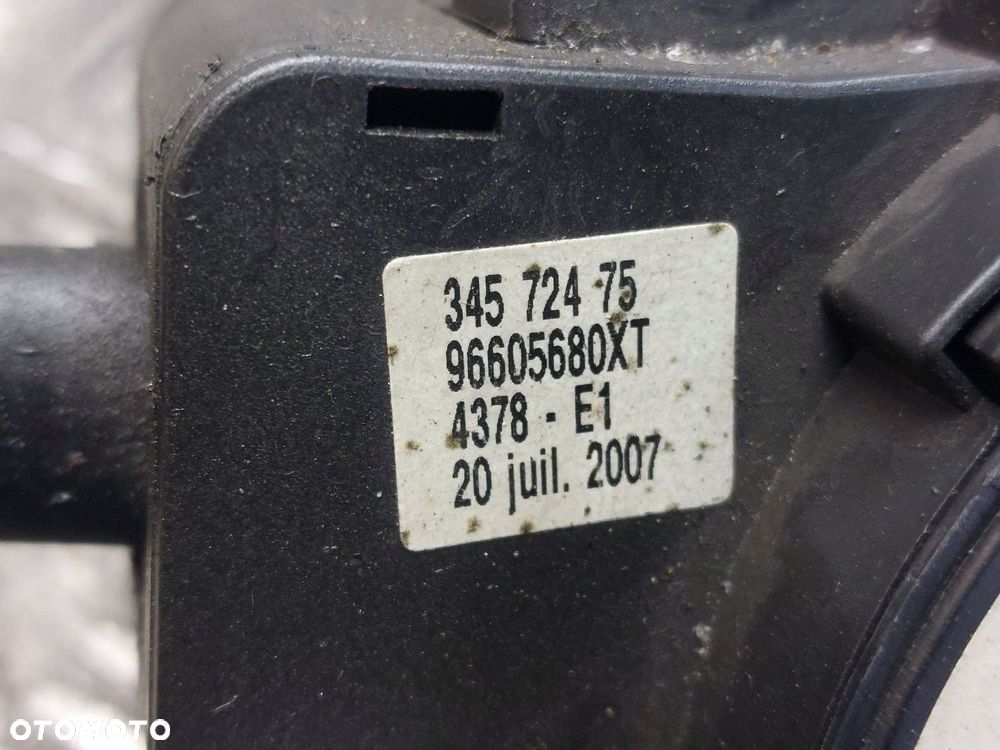 345 724 75
96605680XT
4378 - E1
20 juil. 2007
OTOMOTO